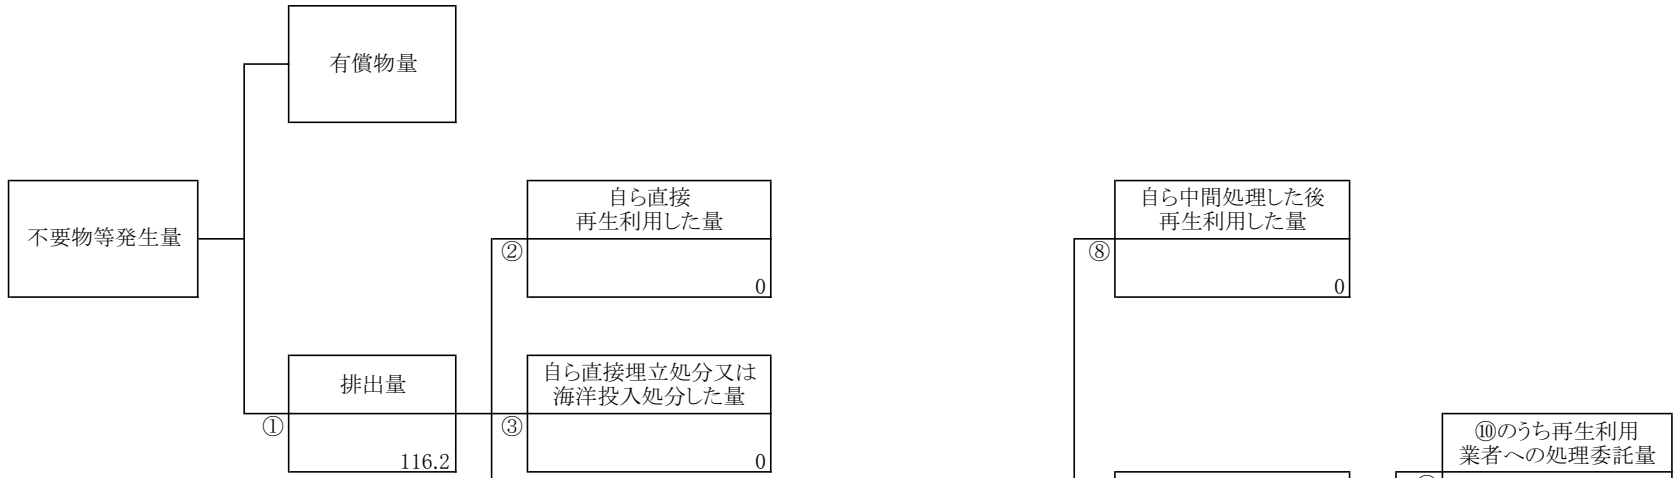 有償物量
不要物等発生量
自ら直接
再生利用した量
②
0
自ら中間処理した後
再生利用した量
⑧
0
排出量
①
116.2
自ら直接埋立処分又は
海洋投入処分した量
③
0
⑩のうち再生利用
業者への処理委託量